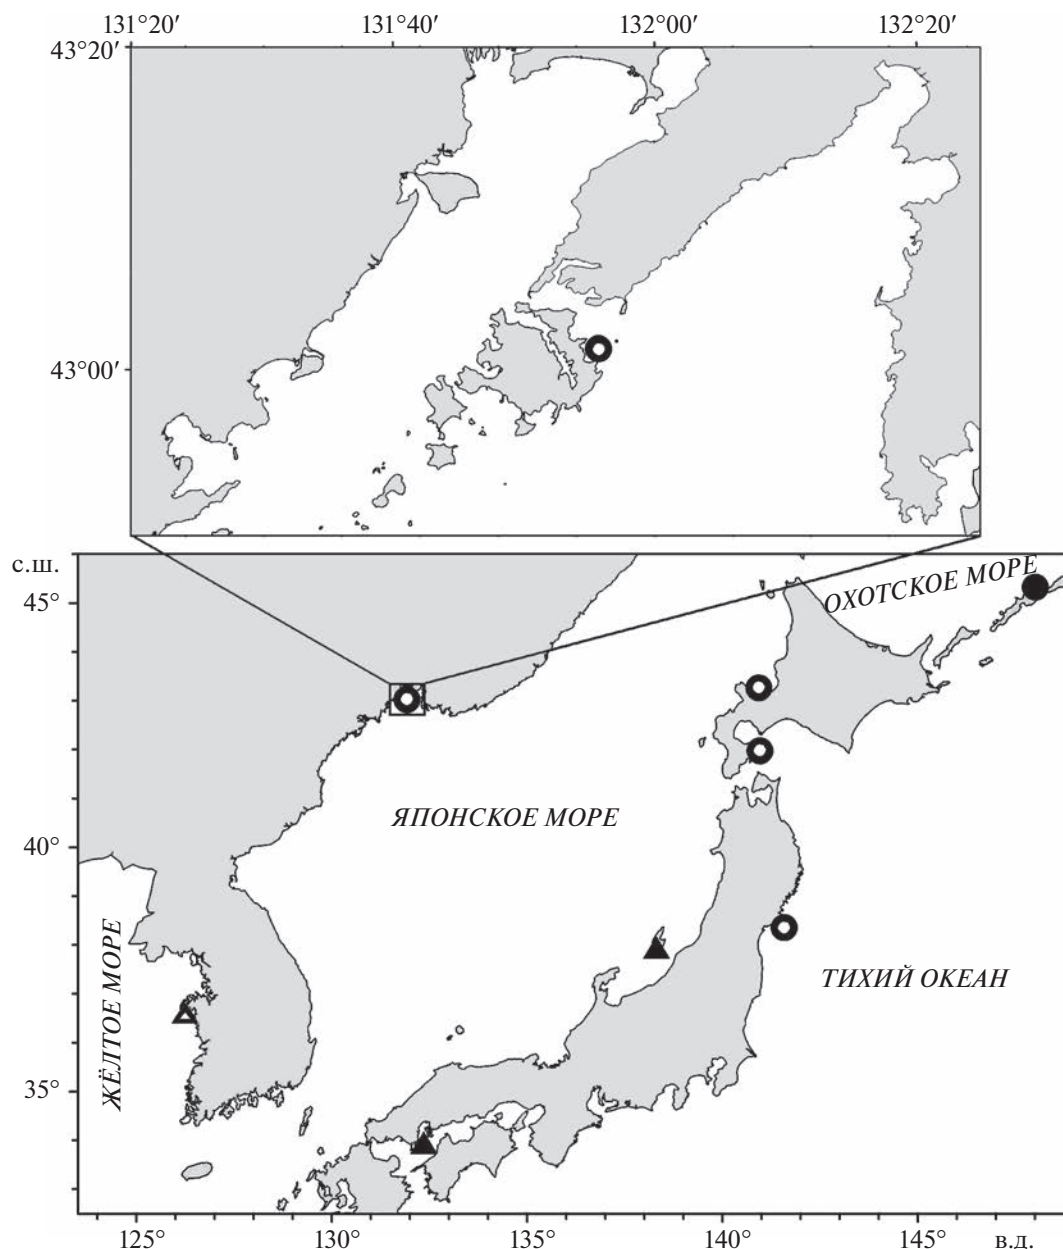 131°20′ 131°40′ 132°00′ 132°20′
43°20′
43°00′
с.ш.
45°
ОХОТСКОЕ МОРЕ
ЯПОНСКОЕ МОРЕ
40°
ЖЁЛТОЕ МОРЕ
ТИХИЙ ОКЕАН
35°
125° 130° 135° 140° 145° в.д.